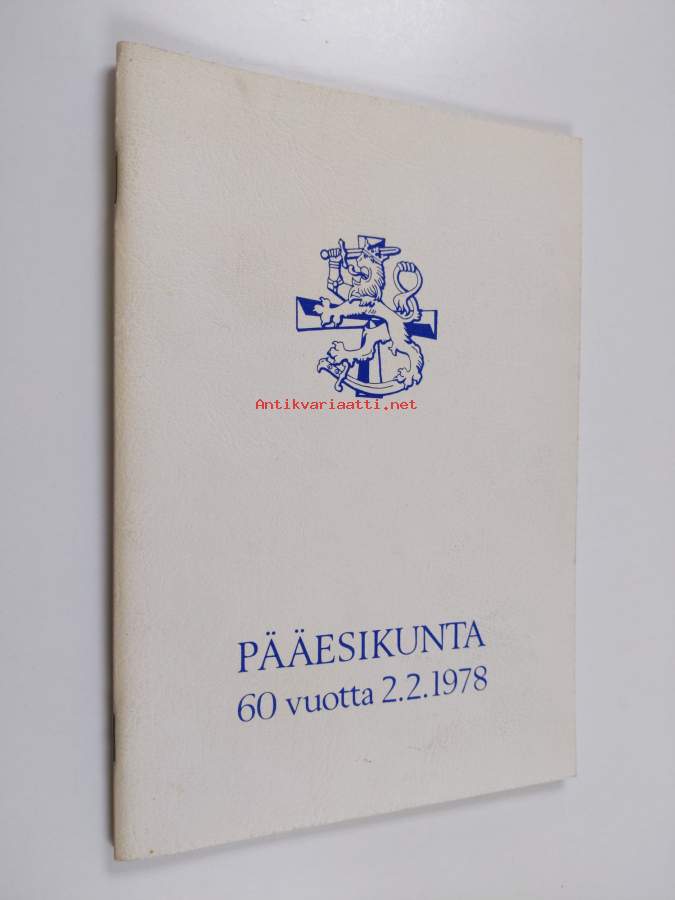 Antikvariaatti.net
PÄÄESIKUNTA
60 vuotta 2.2.1978